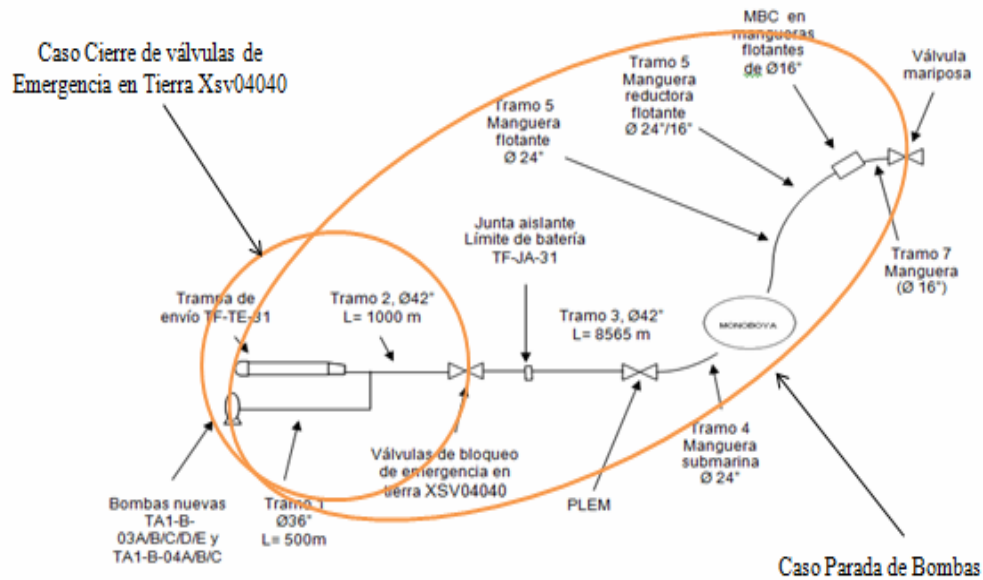 Caso Cierre de válvulas de
Emergencia en Tierra Xsv04040
MBC en
mangueras
flotantes
de Ø16"
Válvula
mariposa
Tramo 5
Manguera
reductora
flotante
Ø 24"/16"
Tramo 5
Manguera
flotante
Ø 24"
Junta aislante
Límite de batería
TF-JA-31
Tramo 7
Manguera
(Ø 16")
Trampa de
envío TF-TE-31
Tramo 2, Ø42"
L= 1000 m
Tramo 3, Ø42"
L= 8565 m
MONOBOYA
Tramo 4
Manguera
submarina
Ø 24"
Válvulas de bloqueo
de emergencia en
tierra XSV04040
PLEM
Bombas nuevas
TA1-B-
03A/B/C/D/E y
TA1-B-04A/B/C
Tramo 1
Ø36"
L= 500m
Caso Parada de Bombas